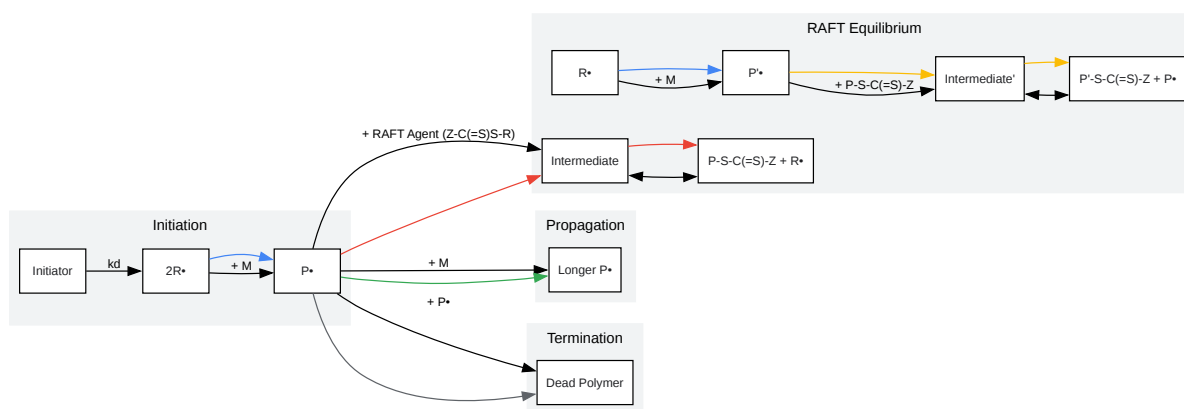 RAFT Equilibrium
R•
+ M
P'•
+ P-S-C(=S)-Z
Intermediate'
P'-S-C(=S)-Z + P•
+ RAFT Agent (Z-C(=S)S-R)
Intermediate
P-S-C(=S)-Z + R•
Initiation
Initiator
kd
2R•
+ M
P•
Propagation
+ M
Longer P•
+ P•
Termination
Dead Polymer